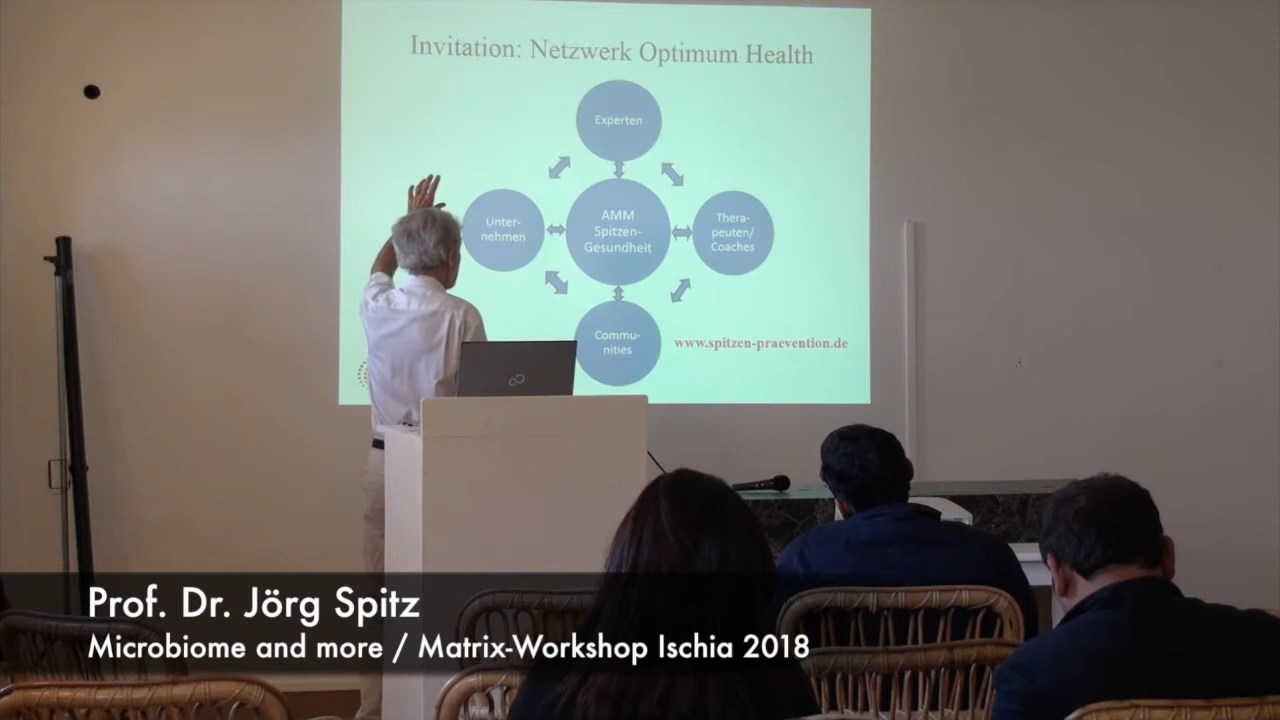 Invitation: Netzwerk Optimum Health
Experten
Unter-
nehmen
AMM
Spitzen-
Gesundheit
Thera-
peuten/
Coaches
Commu-
nities
www.spitzen-praevention.de
Prof. Dr. Jörg Spitz
Microbiome and more / Matrix-Workshop Ischia 2018